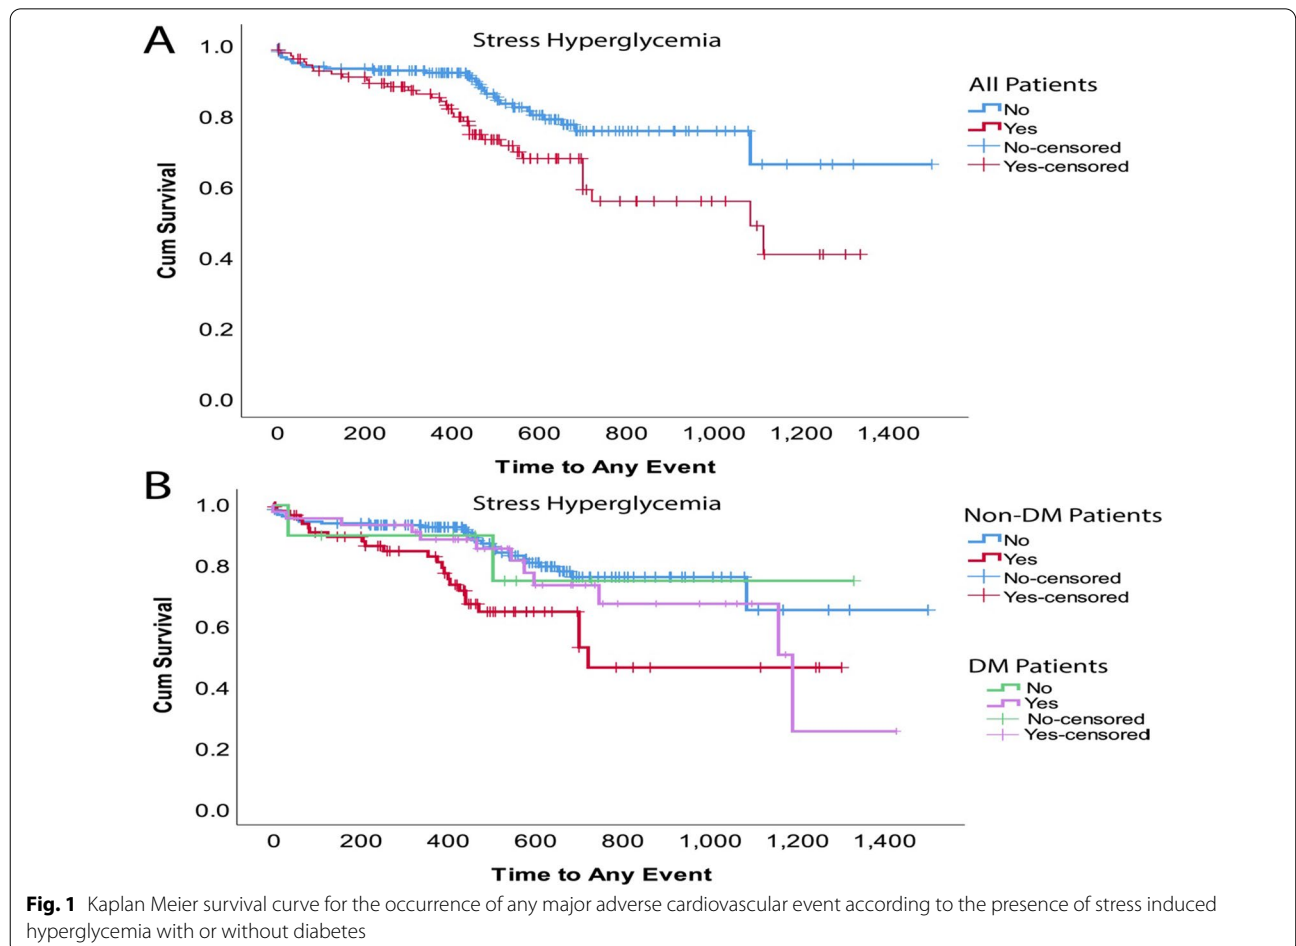 A
Stress Hyperglycemia
1.0
0.8
0.6
0.4
0.2
0.0
Cum Survival
0 200 400 600 800 1,000 1,200 1,400
Time to Any Event
All Patients
No
Yes
No-censored
Yes-censored
B
Stress Hyperglycemia
1.0
0.8
0.6
0.4
0.2
0.0
Cum Survival
0 200 400 600 800 1,000 1,200 1,400
Time to Any Event
Non-DM Patients
No
Yes
No-censored
Yes-censored
DM Patients
No
Yes
No-censored
Yes-censored
Fig. 1 Kaplan Meier survival curve for the occurrence of any major adverse cardiovascular event according to the presence of stress induced
hyperglycemia with or without diabetes